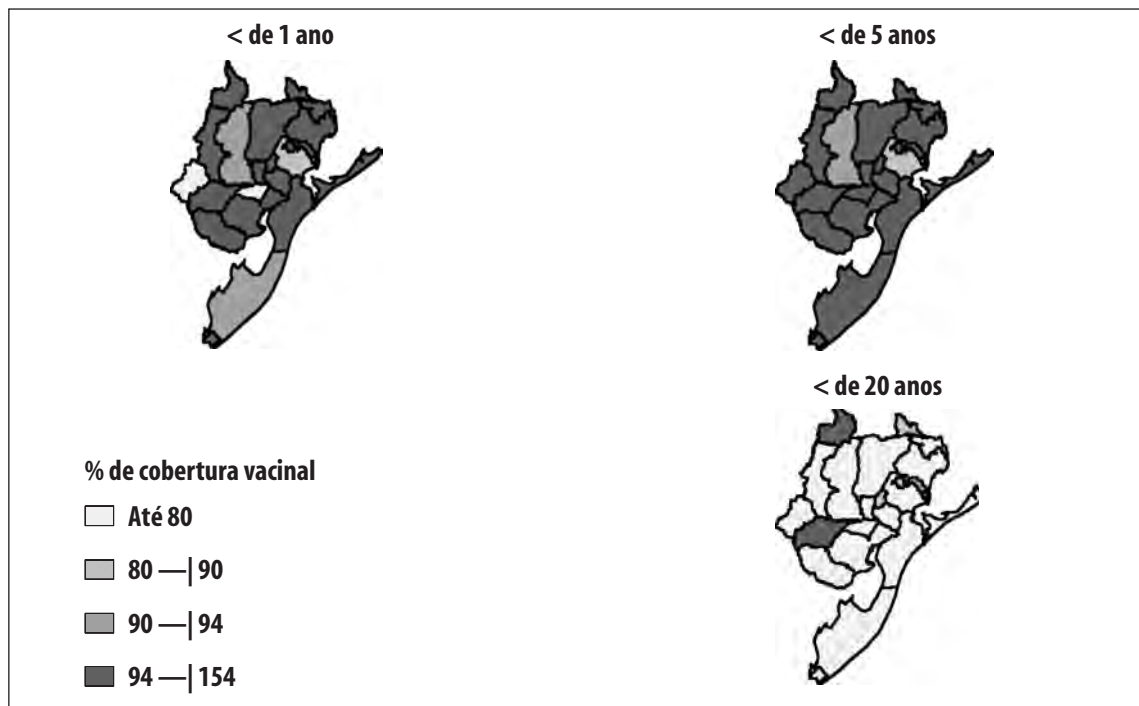 < de 1 ano
< de 5 anos
< de 20 anos
% de cobertura vacinal
Até 80
80 —| 90
90 —| 94
94 —| 154